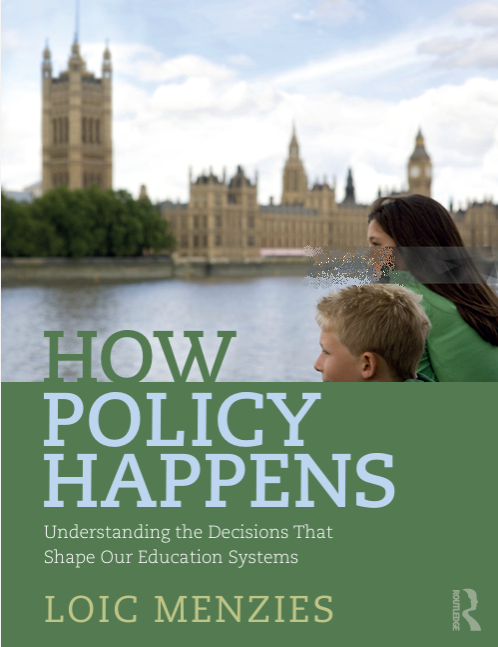 HOW
POLICY
HAPPENS
Understanding the Decisions That
Shape Our Education Systems
LOIC MENZIES
ROUTLEDGE